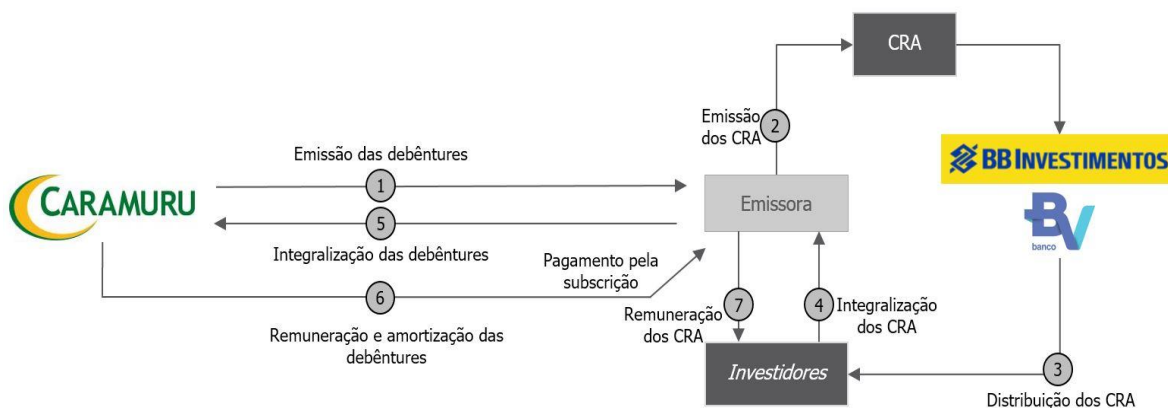 CRA
Emissão
dos CRA
2
BB INVESTIMENTOS
BV
banco
CARAMURU
Emissão das debêntures
1
Emissora
5
Integralização das debêntures
Pagamento pela
subscrição
6
Remuneração e amortização das
debêntures
7
Remuneração
dos CRA
4
Integralização
dos CRA
Investidores
3
Distribuição dos CRA